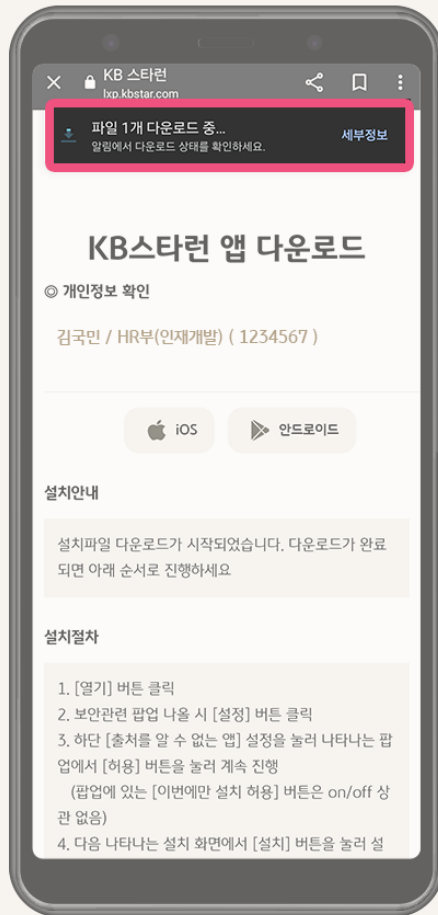 KB 스타런
lxp.kbstar.com
파일 1개 다운로드 중...
알림에서 다운로드 상태를 확인하세요.
세부정보
KB스타런 앱 다운로드
◎ 개인정보 확인
김국민 / HR부(인재개발) ( 1234567 )
iOS
안드로이드
설치안내
설치파일 다운로드가 시작되었습니다. 다운로드가 완료
되면 아래 순서로 진행하세요
설치절차
1. [열기] 버튼 클릭
2. 보안관련 팝업 나올 시 [설정] 버튼 클릭
3. 하단 [출처를 알 수 없는 앱] 설정을 눌러 나타나는 팝
업에서 [허용] 버튼을 눌러 계속 진행
(팝업에 있는 [이번에만 설치 허용] 버튼은 on/off 상
관 없음)
4. 다음 나타나는 설치 화면에서 [설치] 버튼을 눌러 설